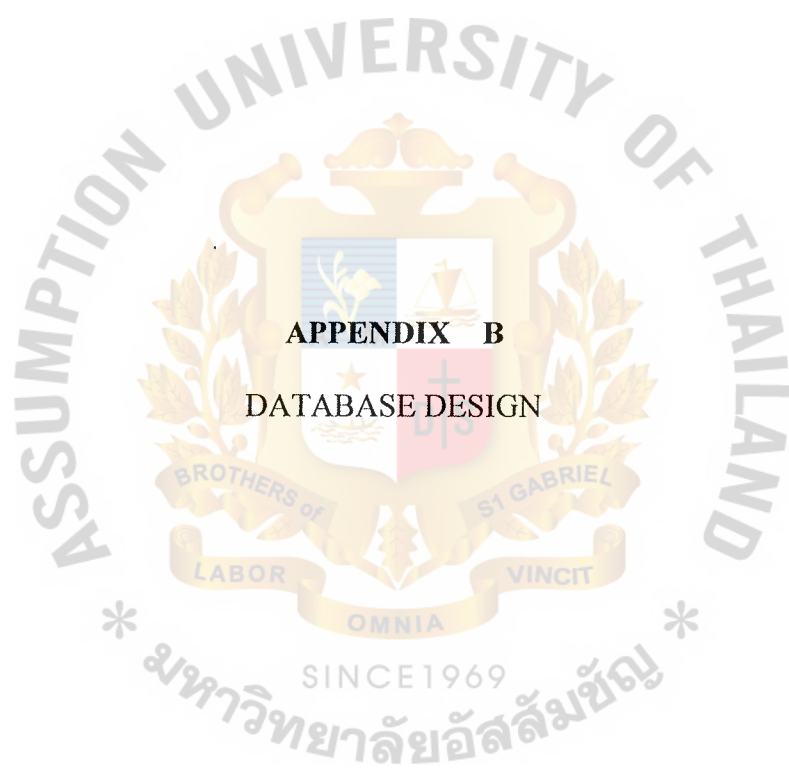 ASSUMPTION UNIVERSITY OF THAILAND
APPENDIX B
DATABASE DESIGN
D S
BROTHERS of
S1 GABRIEL
LABOR
VINCIT
OMNIA
SINCE1969
* มหาวิทยาลัยอัสสัมชัญ *